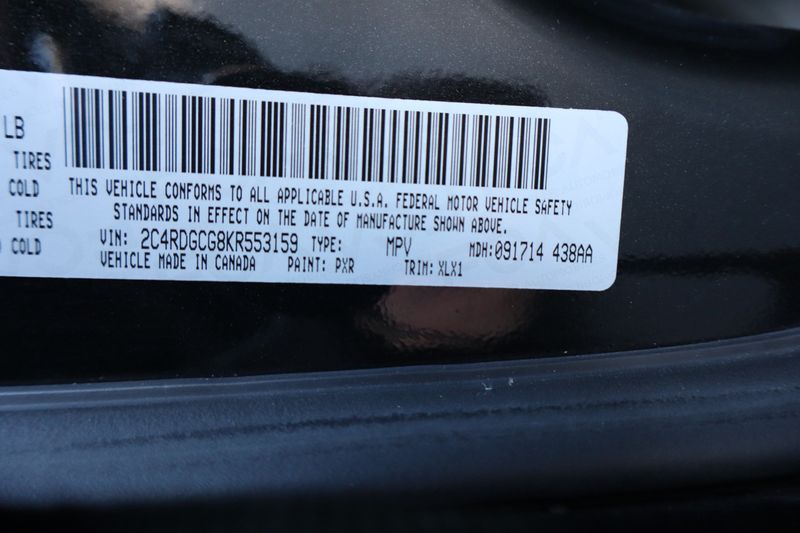 LB
TIRES
COLD
TIRES
COLD
THIS VEHICLE CONFORMS TO ALL APPLICABLE U.S.A. FEDERAL MOTOR VEHICLE SAFETY
STANDARDS IN EFFECT ON THE DATE OF MANUFACTURE SHOWN ABOVE.
VIN: 2C4RDGCG8KR553159 TYPE: MPV MDH:091714 438AA
VEHICLE MADE IN CANADA PAINT: PXR TRIM: XLX1